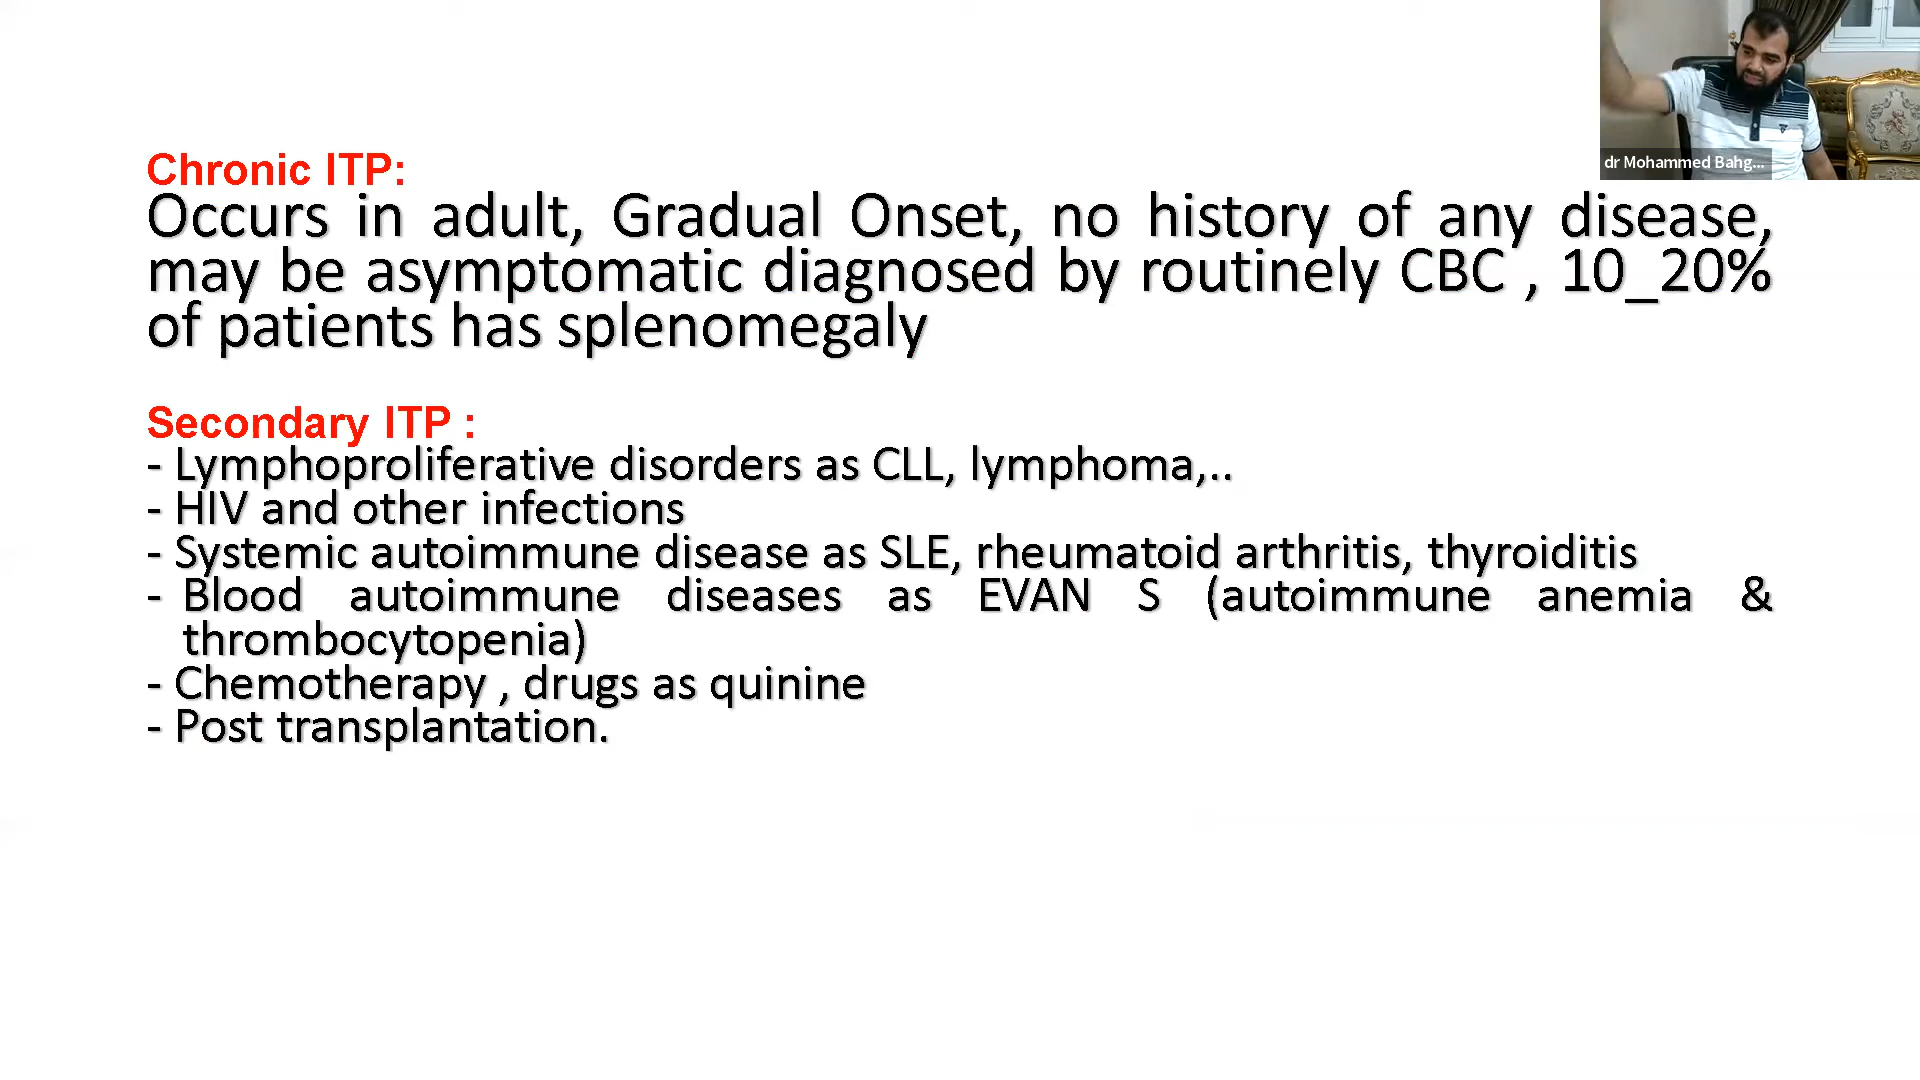 dr Mohammed Bahg...
Chronic ITP:
Occurs in adult, Gradual Onset, no history of any disease,
may be asymptomatic diagnosed by routinely CBC , 10_20%
of patients has splenomegaly
Secondary ITP :
- Lymphoproliferative disorders as CLL, lymphoma,..
- HIV and other infections
- Systemic autoimmune disease as SLE, rheumatoid arthritis, thyroiditis
- Blood autoimmune diseases as EVAN S (autoimmune anemia &
thrombocytopenia)
- Chemotherapy , drugs as quinine
- Post transplantation.